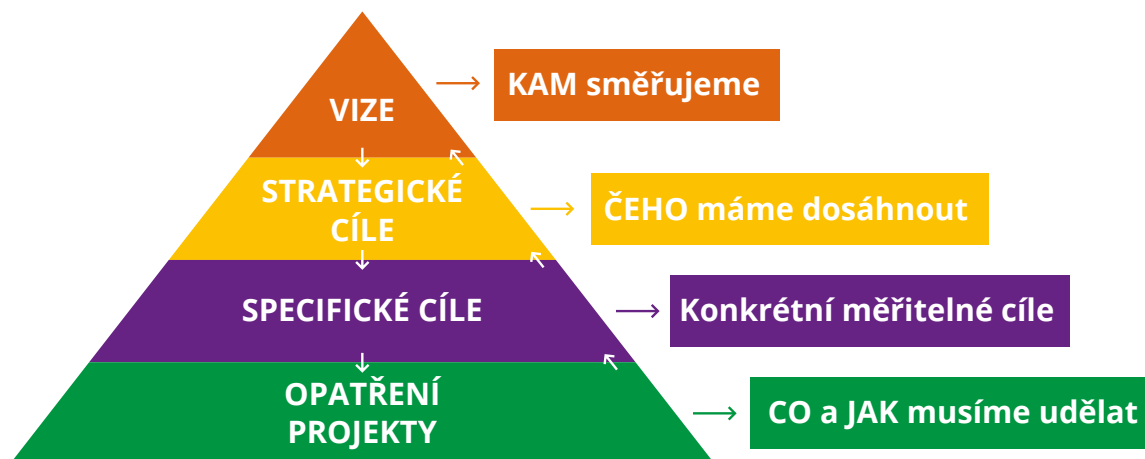 VIZE
KAM směřujeme
STRATEGICKÉ
CÍLE
ČEHO máme dosáhnout
SPECIFICKÉ CÍLE
Konkrétní měřitelné cíle
OPATŘENÍ
PROJEKTY
CO a JAK musíme udělat